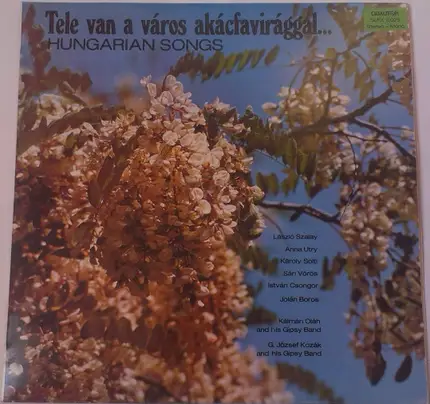 Tele van a város akácfavirággal...
HUNGARIAN SONGS
QUALITON
László Szalay
Anna Utry
Károly Solti
Sári Vörös
István Csongor
Jolán Boros
Kálmán Oláh
and his Gipsy Band
G. József Kozák
and his Gipsy Band